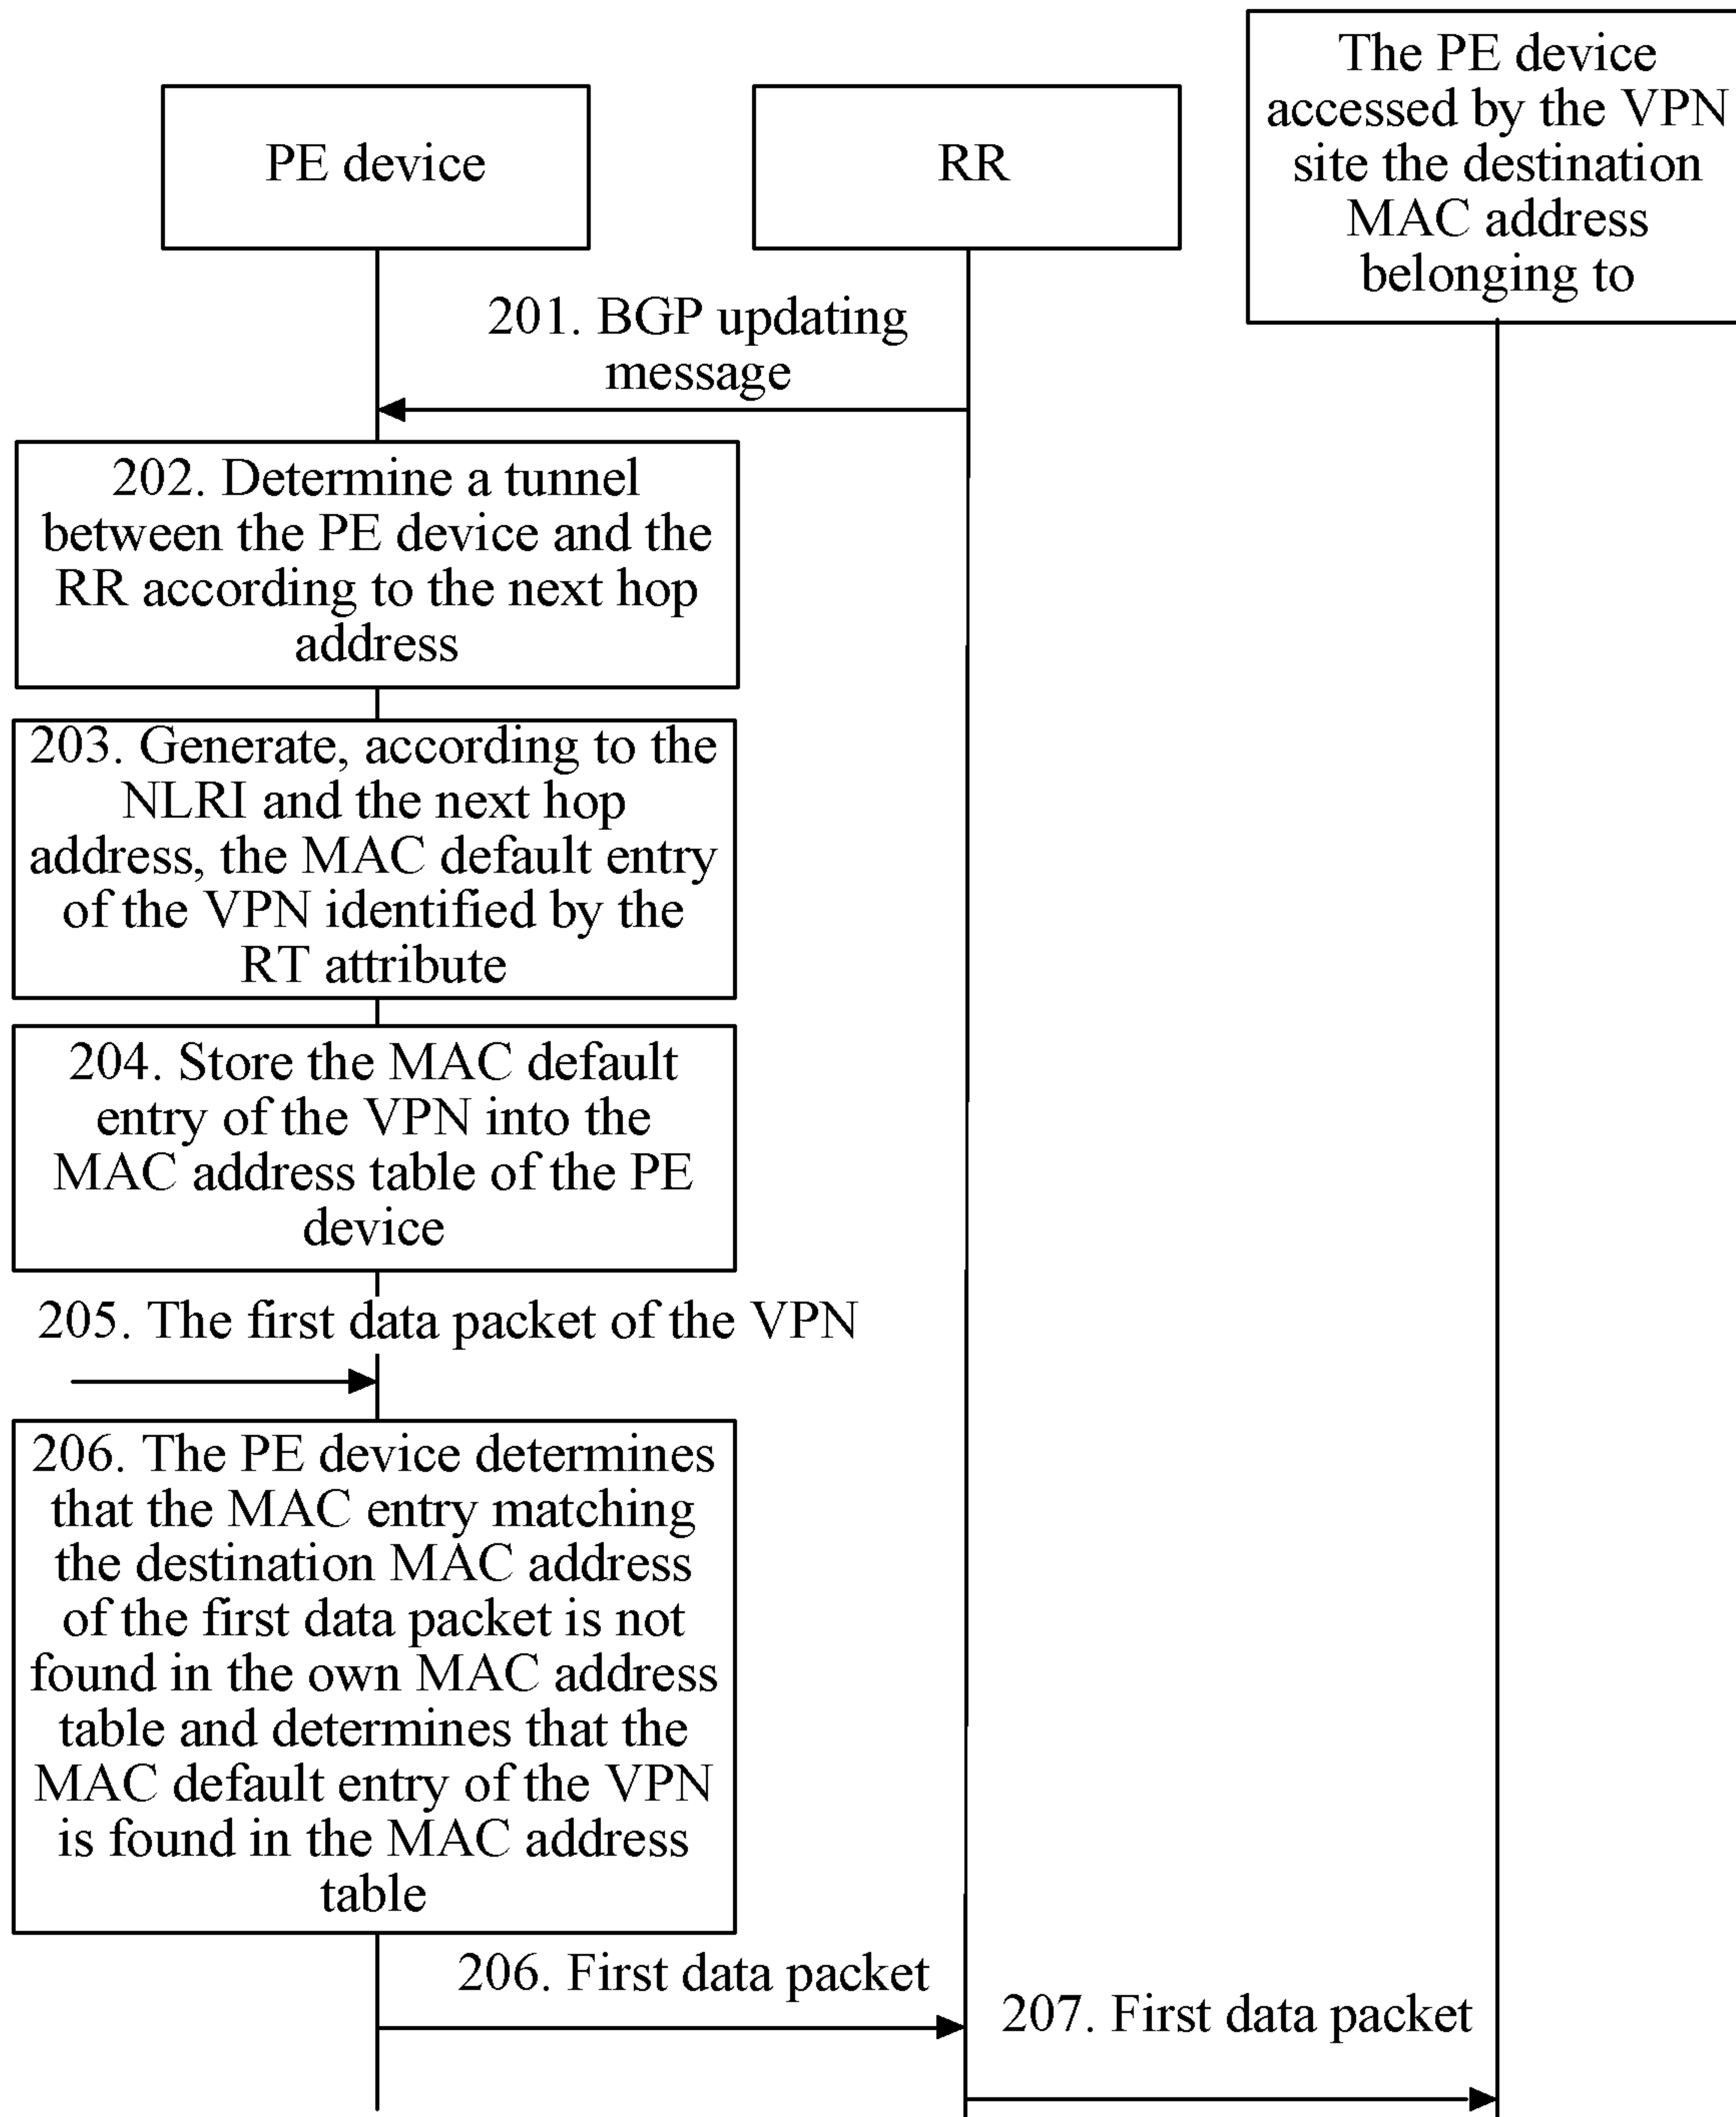 PE device
RR
The PE device
accessed by the VPN
site the destination
MAC address
belonging to
201. BGP updating
message
202. Determine a tunnel
between the PE device and the
RR according to the next hop
address
203. Generate, according to the
NLRI and the next hop
address, the MAC default entry
of the VPN identified by the
RT attribute
204. Store the MAC default
entry of the VPN into the
MAC address table of the PE
device
205. The first data packet of the VPN
206. The PE device determines
that the MAC entry matching
the destination MAC address
of the first data packet is not
found in the own MAC address
table and determines that the
MAC default entry of the VPN
is found in the MAC address
table
206. First data packet
207. First data packet